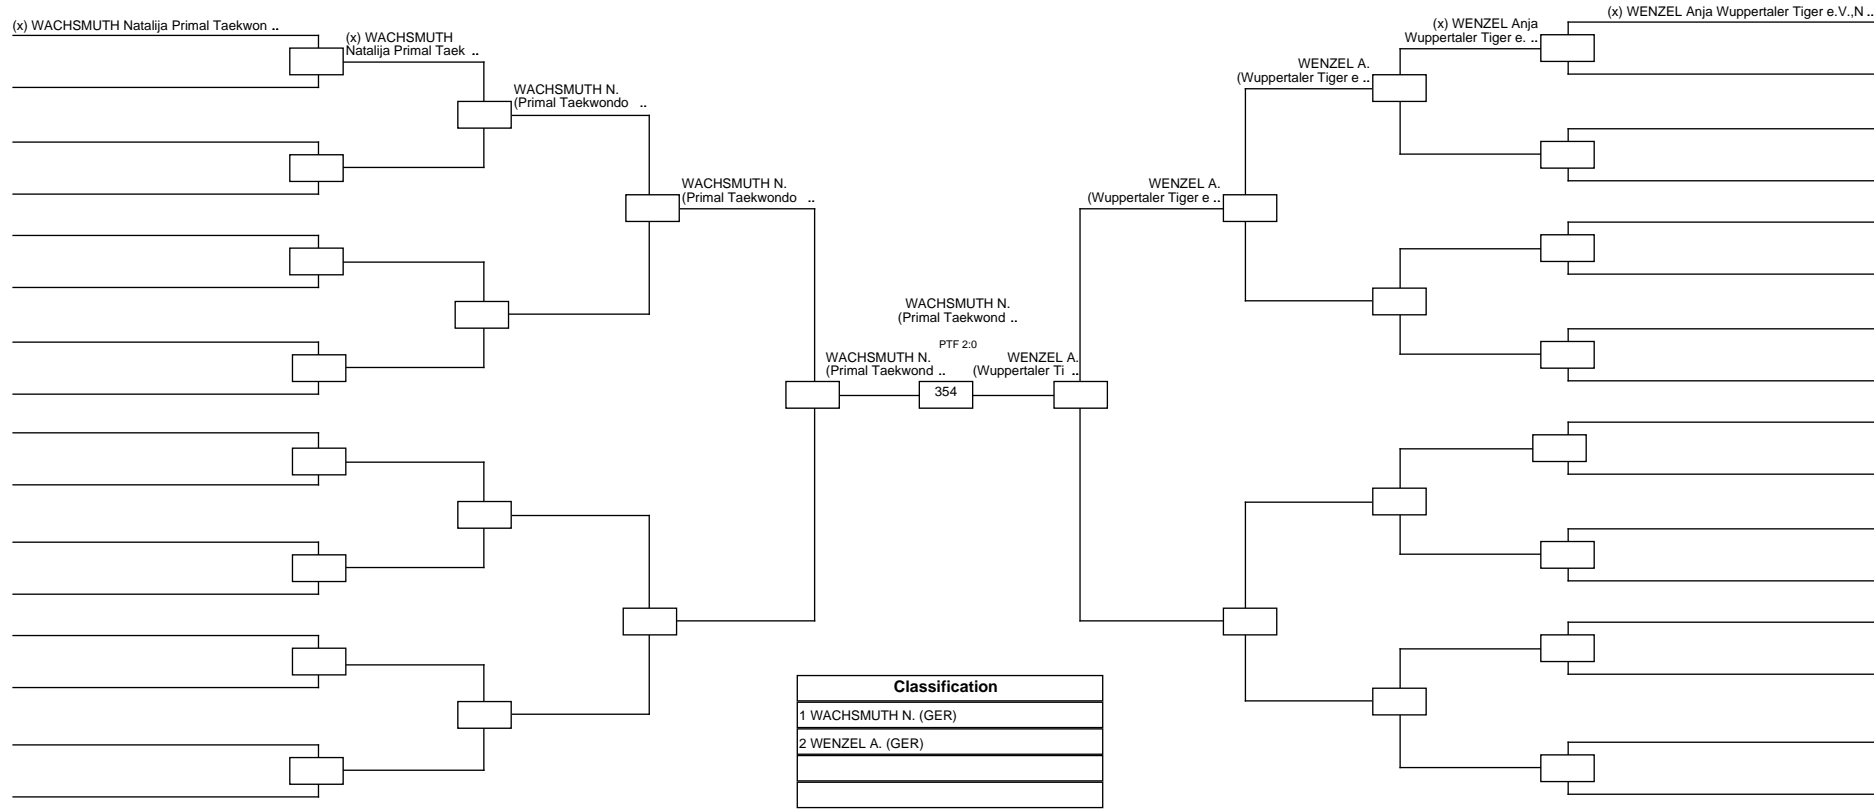 (x) WACHSMUTH Natalija Primal Taekwon ..
(x) WACHSMUTH
Natalija Primal Taek ..
WACHSMUTH N.
(Primal Taekwondo ..
WACHSMUTH N.
(Primal Taekwondo ..
WACHSMUTH N.
(Primal Taekwond ..
PTF 2:0
WACHSMUTH N.
(Primal Taekwond ..
354
WENZEL A.
(Wuppertaler Ti ..
WENZEL A.
(Wuppertaler Tiger e ..
WENZEL A.
(Wuppertaler Tiger e ..
(x) WENZEL Anja
Wuppertaler Tiger e. ..
(x) WENZEL Anja Wuppertaler Tiger e.V.,N ..
Classification
1 WACHSMUTH N. (GER)
2 WENZEL A. (GER)